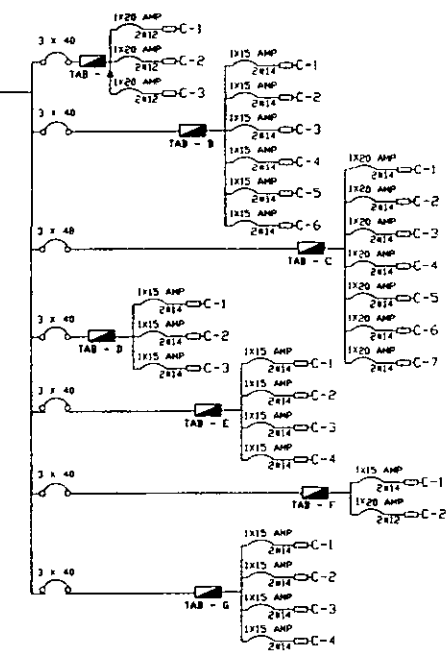 3 X 40
TAB - A
1X20 AMP
2#12
C-1
1X20 AMP
2#12
C-2
1X20 AMP
2#12
C-3
3 X 40
TAB - B
1X15 AMP
2#14
C-1
1X15 AMP
2#14
C-2
1X15 AMP
2#14
C-3
1X15 AMP
2#14
C-4
1X15 AMP
2#14
C-5
1X15 AMP
2#14
C-6
3 X 40
TAB - C
1X20 AMP
2#14
C-1
1X20 AMP
2#14
C-2
1X20 AMP
2#14
C-3
1X20 AMP
2#14
C-4
1X20 AMP
2#14
C-5
1X20 AMP
2#14
C-6
1X20 AMP
2#14
C-7
3 X 40
TAB - D
1X15 AMP
2#14
C-1
1X15 AMP
2#14
C-2
1X15 AMP
2#14
C-3
3 X 40
TAB - E
1X15 AMP
2#14
C-1
1X15 AMP
2#14
C-2
1X15 AMP
2#14
C-3
1X15 AMP
2#14
C-4
3 X 40
TAB - F
1X15 AMP
2#14
C-1
1X20 AMP
2#12
C-2
3 X 40
TAB - G
1X15 AMP
2#14
C-1
1X15 AMP
2#14
C-2
1X15 AMP
2#14
C-3
1X15 AMP
2#14
C-4